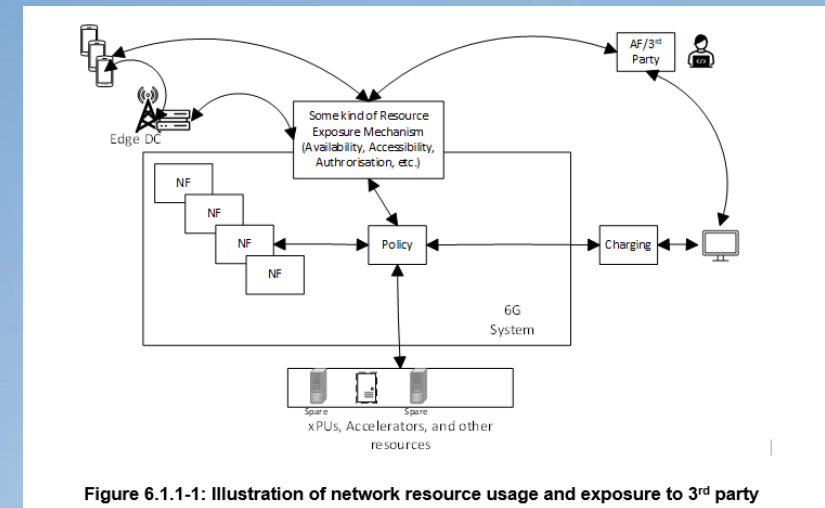 AF/3rd
Party
Some kind of Resource
Exposure Mechanism
(Availability, Accessibility,
Authrorisation, etc.)
Edge DC
NF
NF
NF
NF
Policy
Charging
6G
System
Spare
Spare
xPUs, Accelerators, and other
resources
Figure 6.1.1-1: Illustration of network resource usage and exposure to 3rd party